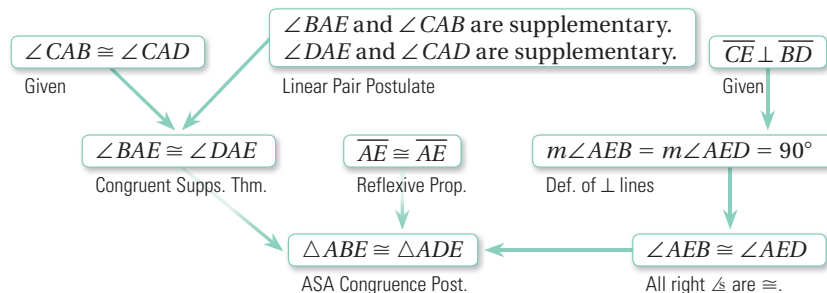 ∠CAB ≅ ∠CAD
Given
∠BAE and ∠CAB are supplementary.
∠DAE and ∠CAD are supplementary.
Linear Pair Postulate
CE ⊥ BD
Given
∠BAE ≅ ∠DAE
Congruent Supps. Thm.
AE ≅ AE
Reflexive Prop.
m∠AEB = m∠AED = 90°
Def. of ⊥ lines
△ABE ≅ △ADE
ASA Congruence Post.
∠AEB ≅ ∠AED
All right ⦞ are ≅.